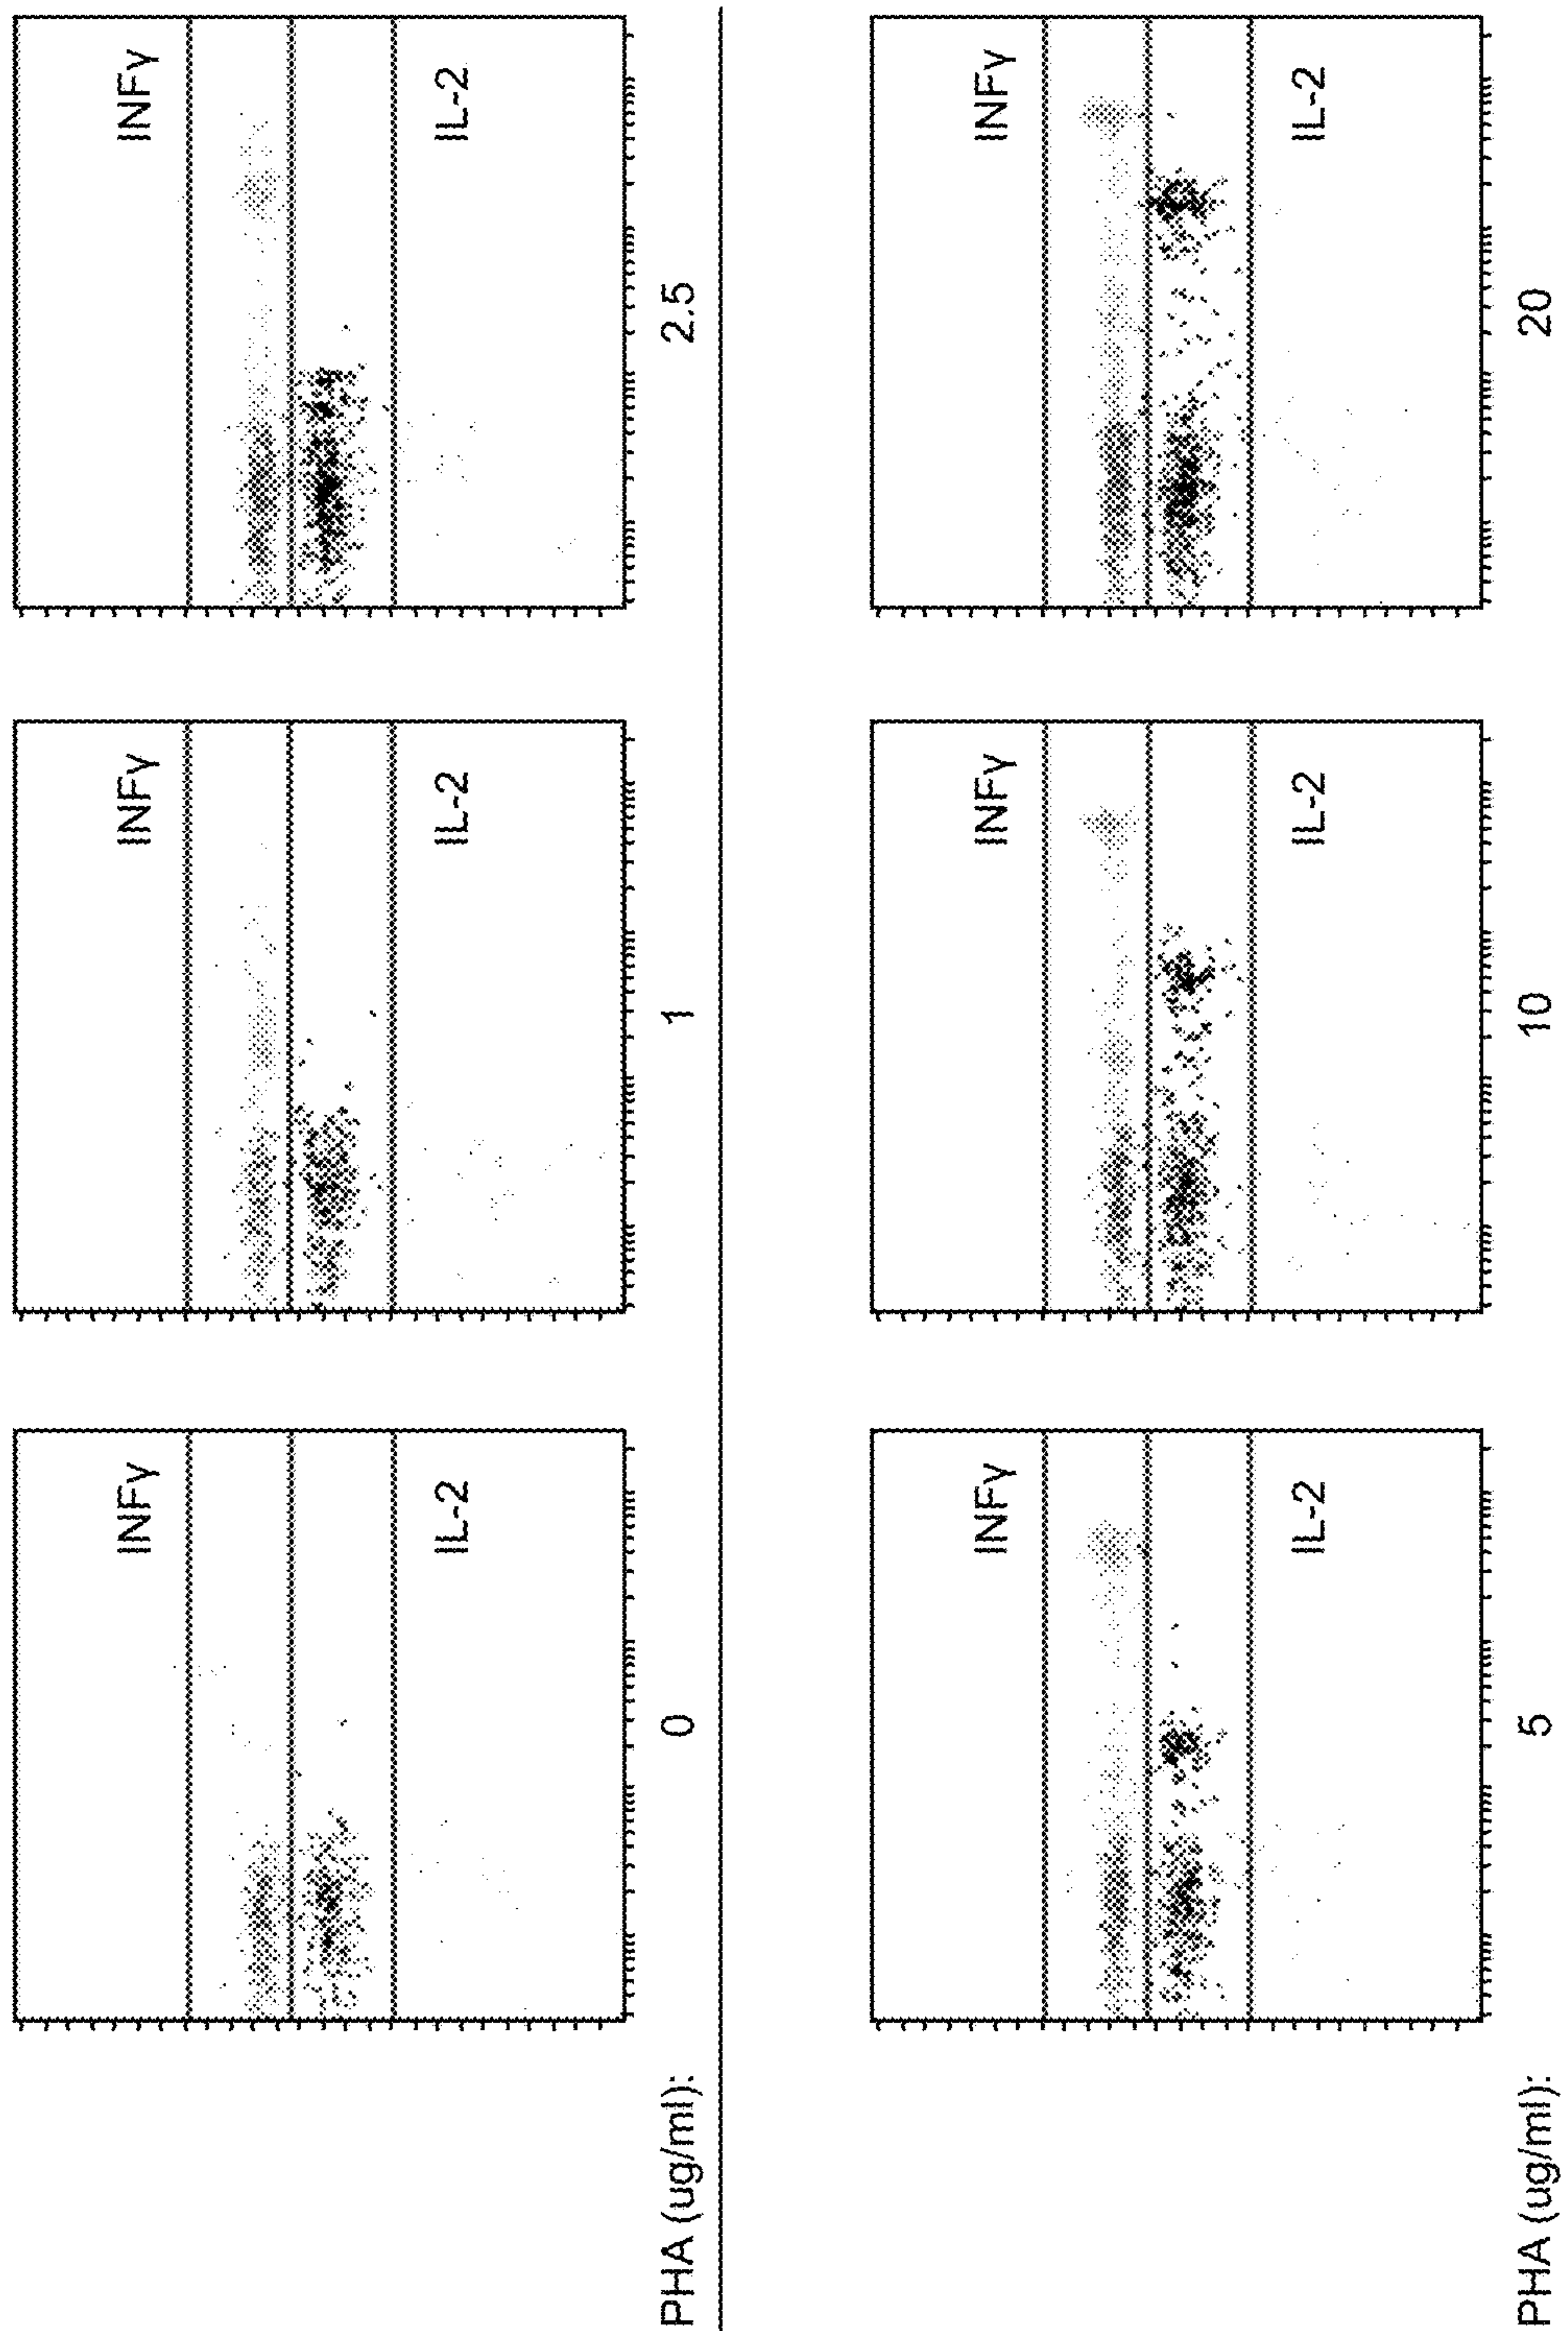 INFγ INFγ INFγ
IL-2 IL-2 IL-2
PHA (ug/ml): 0 1 2.5
INFγ INFγ INFγ
IL-2 IL-2 IL-2
PHA (ug/ml): 5 10 20